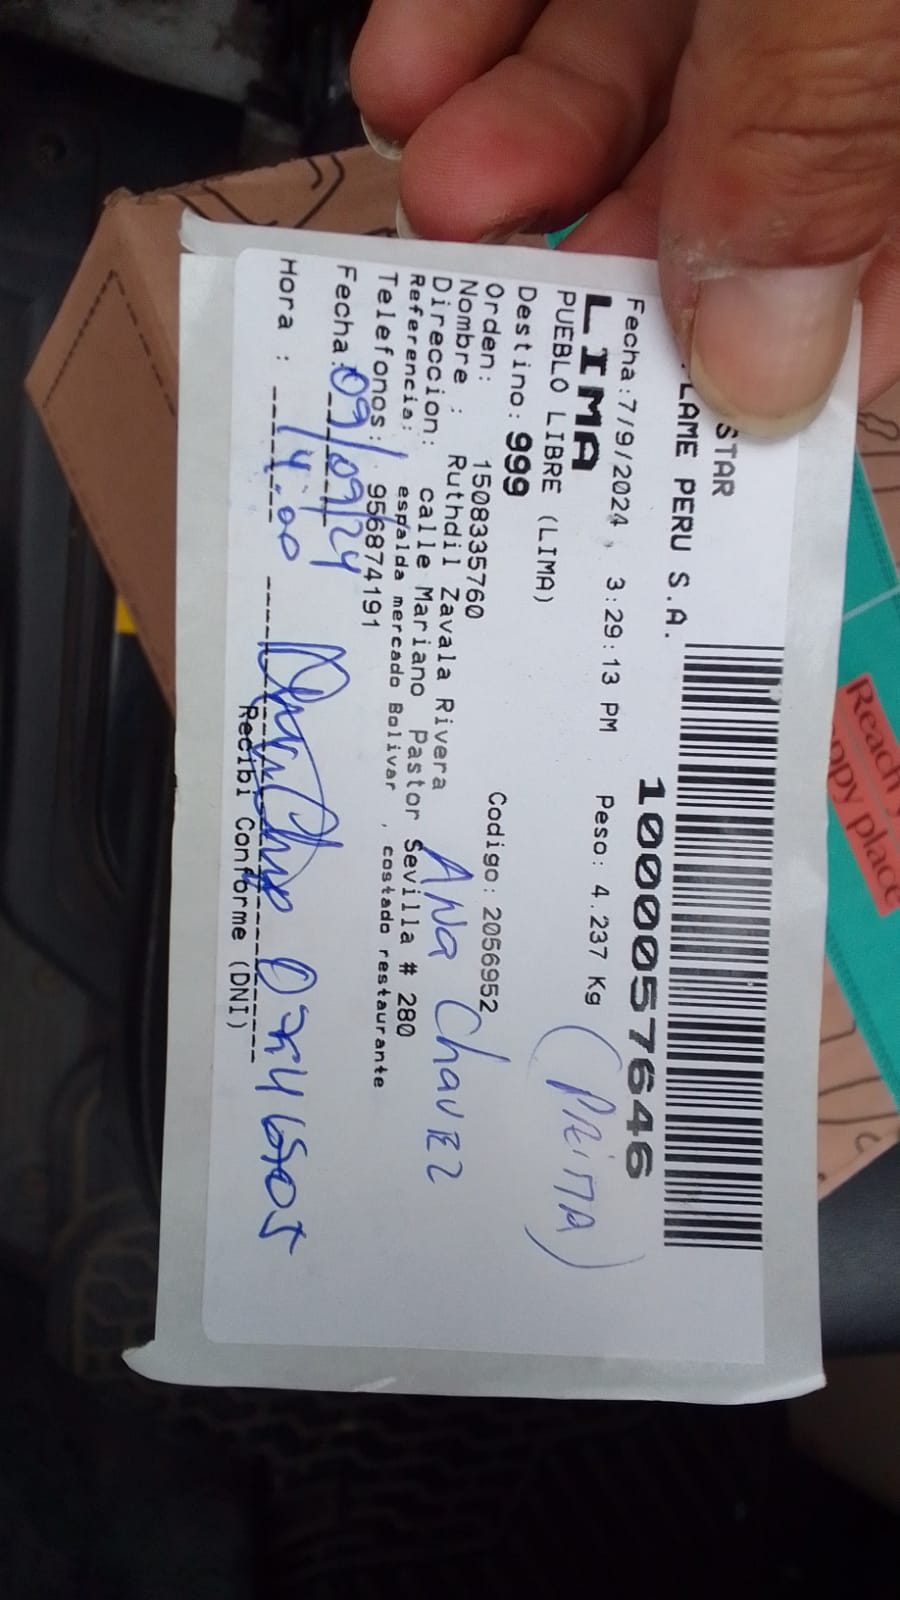 STAR
LAME PERU S.A.
1000057646
Fecha:7/9/2024 3:29:13 PM Peso: 4.237 Kg
LIMA
PUEBLO LIBRE (LIMA)
(PRIMA)
Destino: 999
Orden: 1508335760 Codigo: 2056952
Nombre : Ruthdil Zavala Rivera
ANA CHAVEZ
Direccion: calle Mariano Pastor Sevilla # 280
Referencia: espalda mercado Bolivar , costado restaurante
Telefonos: 956874191
Fecha: 09/09/24
Hora : 14:00
Recibi Conforme (DNI)
Reach
ppy place